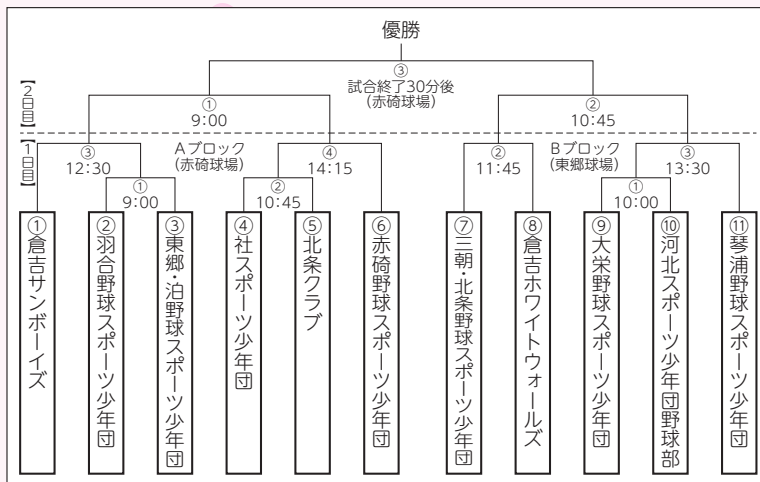 優勝
③
試合終了30分後
(赤碕球場)
【2日目】
①
9:00
②
10:45
【1日目】
③
12:30
Aブロック
(赤碕球場)
④
14:15
②
11:45
Bブロック
(東郷球場)
③
13:30
①
9:00
②
10:45
①
10:00
①倉吉サンボーイズ
②羽合野球スポーツ少年団
③東郷・泊野球スポーツ少年団
④社スポーツ少年団
⑤北条クラブ
⑥赤碕野球スポーツ少年団
⑦三朝・北条野球スポーツ少年団
⑧倉吉ホワイトウォールズ
⑨大栄野球スポーツ少年団
⑩河北スポーツ少年団野球部
⑪琴浦野球スポーツ少年団